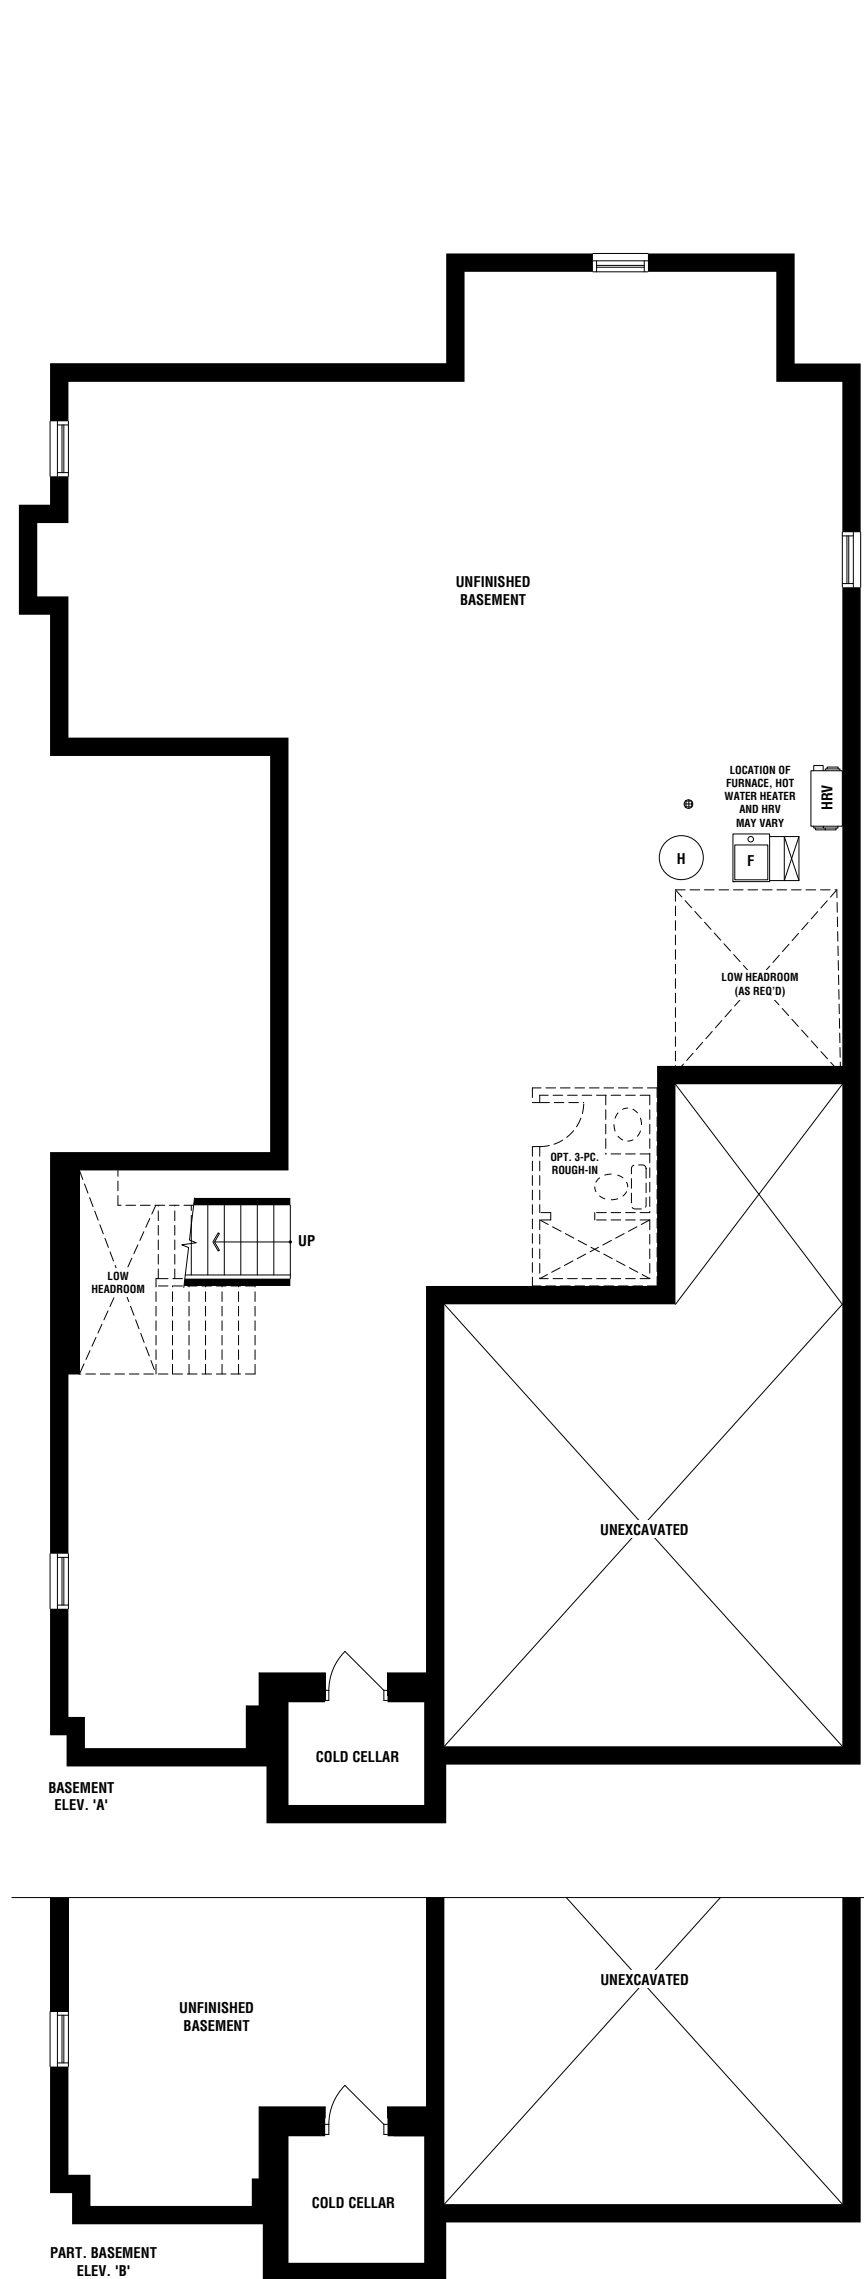 UNFINISHED
BASEMENT
LOCATION OF
FURNACE, HOT
WATER HEATER
AND HRV
MAY VARY
HRV
H
F
LOW HEADROOM
(AS REQ'D)
OPT. 3-PC.
ROUGH-IN
UP
LOW
HEADROOM
UNEXCAVATED
COLD CELLAR
BASEMENT
ELEV. 'A'
UNEXCAVATED
UNFINISHED
BASEMENT
COLD CELLAR
PART. BASEMENT
ELEV. 'B'